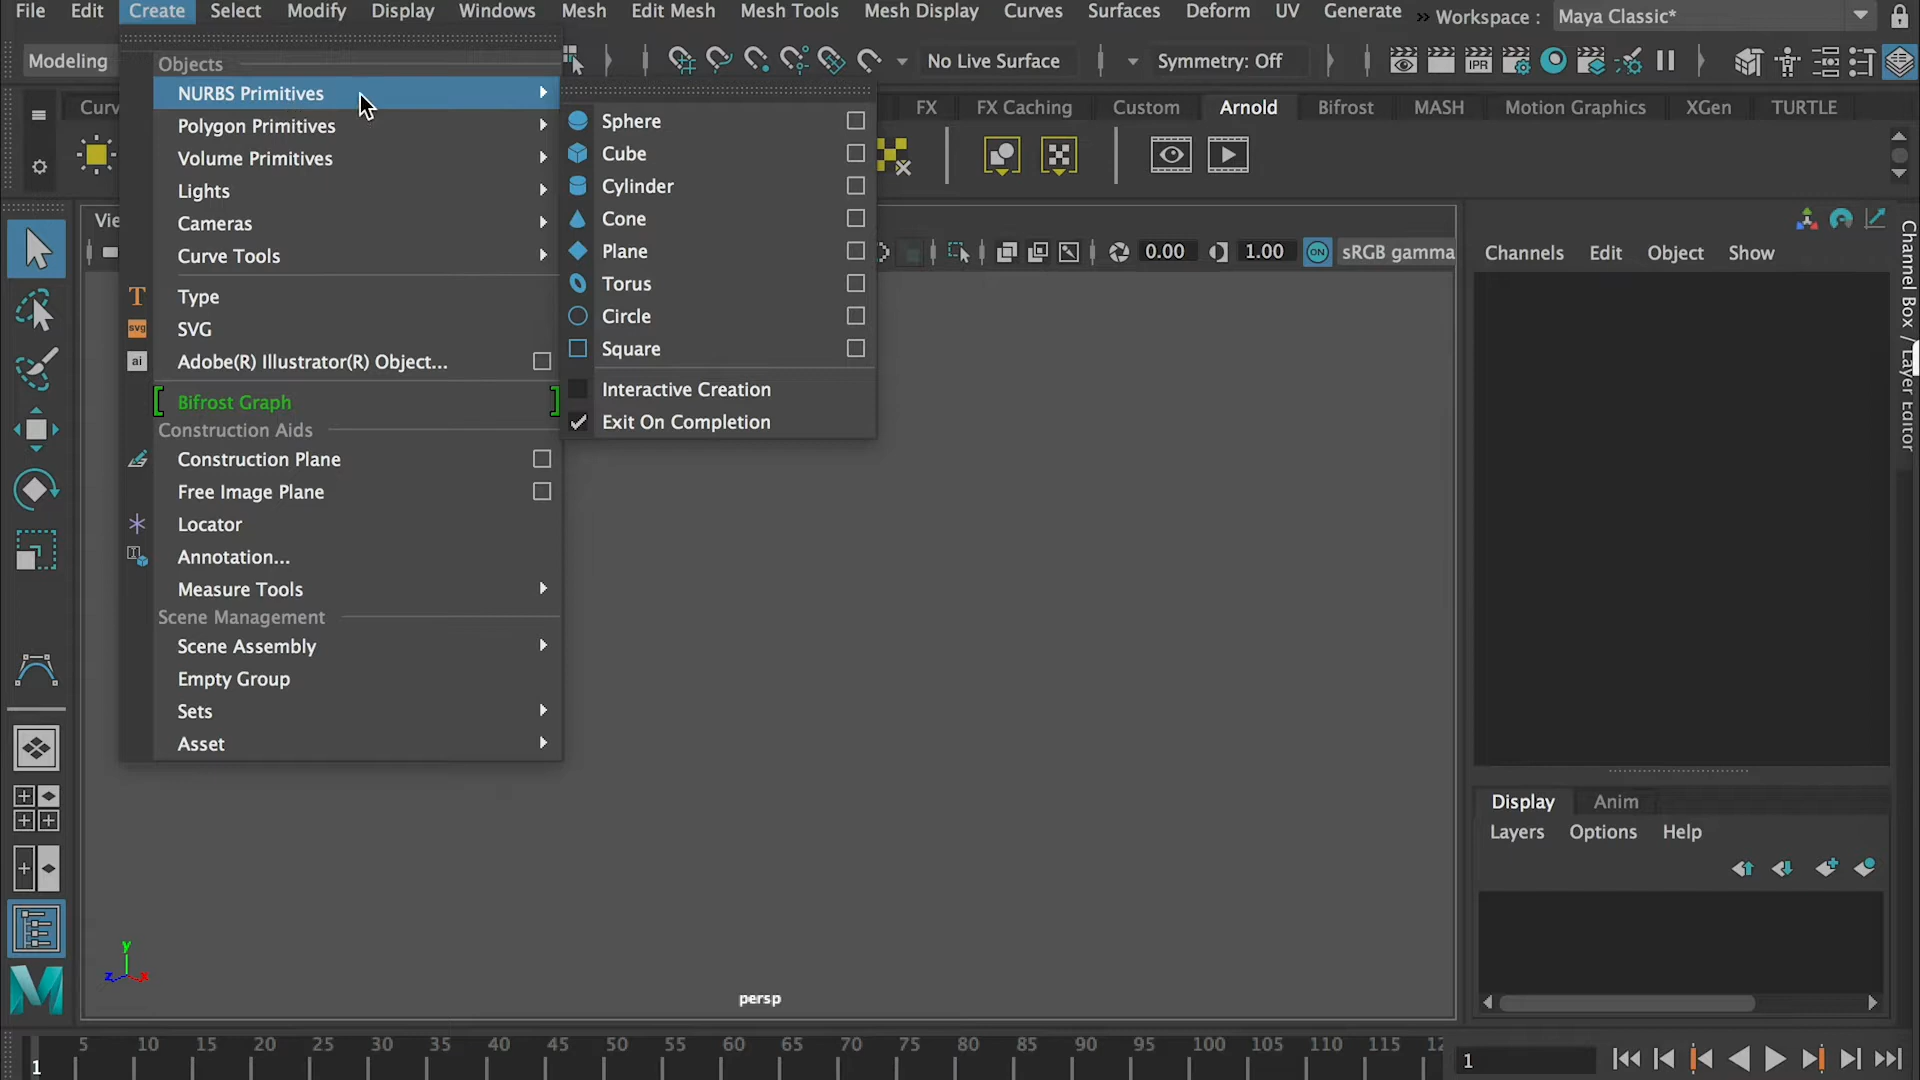 File Edit Create Select Modify Display Windows Mesh Edit Mesh Mesh Tools Mesh Display Curves Surfaces Deform UV Generate » Workspace : Maya Classic*
Modeling No Live Surface Symmetry: Off
Curv FX FX Caching Custom Arnold Bifrost MASH Motion Graphics XGen TURTLE
IPR
Objects
NURBS Primitives
Polygon Primitives
Volume Primitives
Lights
Cameras
Curve Tools
T Type
svg SVG
ai Adobe(R) Illustrator(R) Object...
Bifrost Graph
Construction Aids
Construction Plane
Free Image Plane
Locator
Annotation...
Measure Tools
Scene Management
Scene Assembly
Empty Group
Sets
Asset
Sphere
Cube
Cylinder
Cone
Plane
Torus
Circle
Square
Interactive Creation
Exit On Completion
Vie
0.00 1.00 ON sRGB gamma
Channels Edit Object Show
Channel Box / Layer Editor
Display Anim
Layers Options Help
y
z x
persp
M
5 10 15 20 25 30 35 40 45 50 55 60 65 70 75 80 85 90 95 100 105 110 115 12
1
1